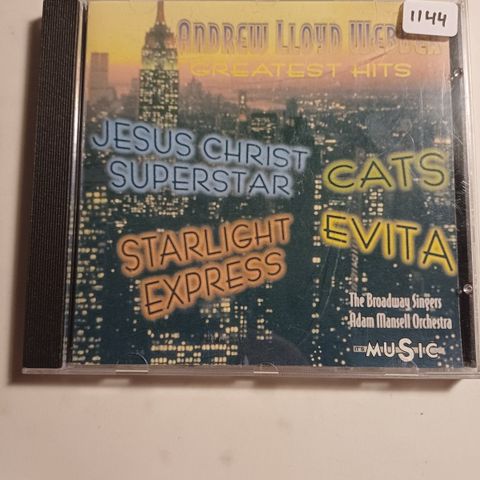 1144
ANDREW LLOYD WEBBER
GREATEST HITS
JESUS CHRIST
SUPERSTAR
CATS
STARLIGHT
EXPRESS
EVITA
The Broadway Singers
Adam Mansell Orchestra
MUSIC